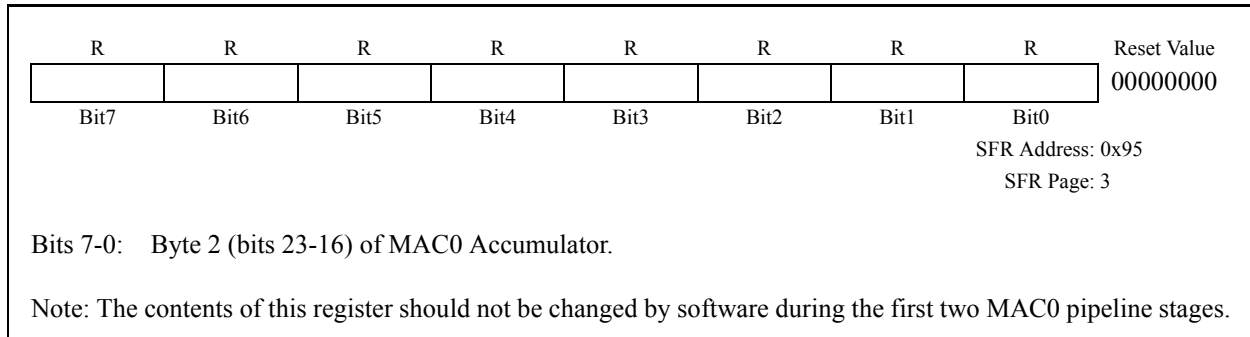 R R R R R R R R Reset Value
00000000
Bit7 Bit6 Bit5 Bit4 Bit3 Bit2 Bit1 Bit0
SFR Address: 0x95
SFR Page: 3
Bits 7-0: Byte 2 (bits 23-16) of MAC0 Accumulator.
Note: The contents of this register should not be changed by software during the first two MAC0 pipeline stages.